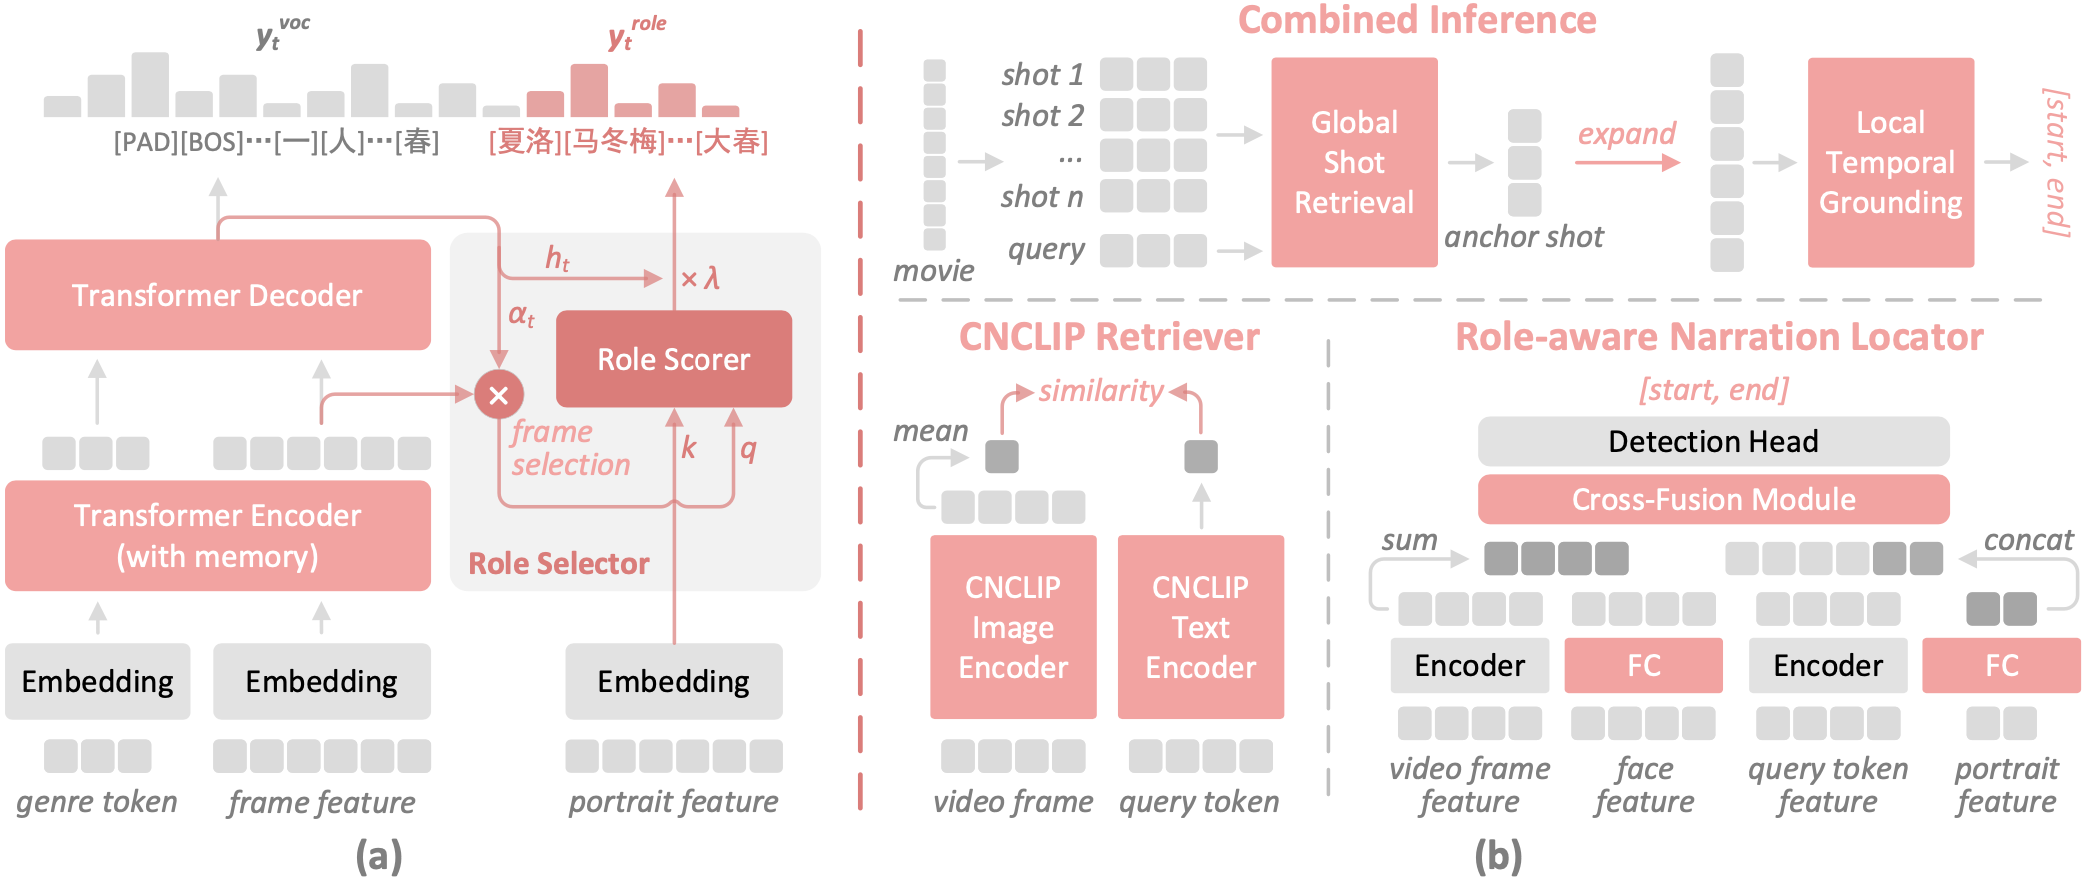 y_t^voc
y_t^role
[PAD][BOS]···[一][人]···[春]
[夏洛][马冬梅]···[大春]
Transformer Decoder
h_t
× λ
α_t
Role Scorer
×
frame
selection
k
q
Transformer Encoder
(with memory)
Role Selector
Embedding
Embedding
Embedding
genre token
frame feature
portrait feature
(a)
Combined Inference
movie
shot 1
shot 2
...
shot n
query
Global
Shot
Retrieval
anchor shot
expand
Local
Temporal
Grounding
[start, end]
CNCLIP Retriever
similarity
mean
CNCLIP
Image
Encoder
CNCLIP
Text
Encoder
video frame
query token
Role-aware Narration Locator
[start, end]
Detection Head
Cross-Fusion Module
sum
concat
Encoder
FC
Encoder
FC
video frame
feature
face
feature
query token
feature
portrait
feature
(b)